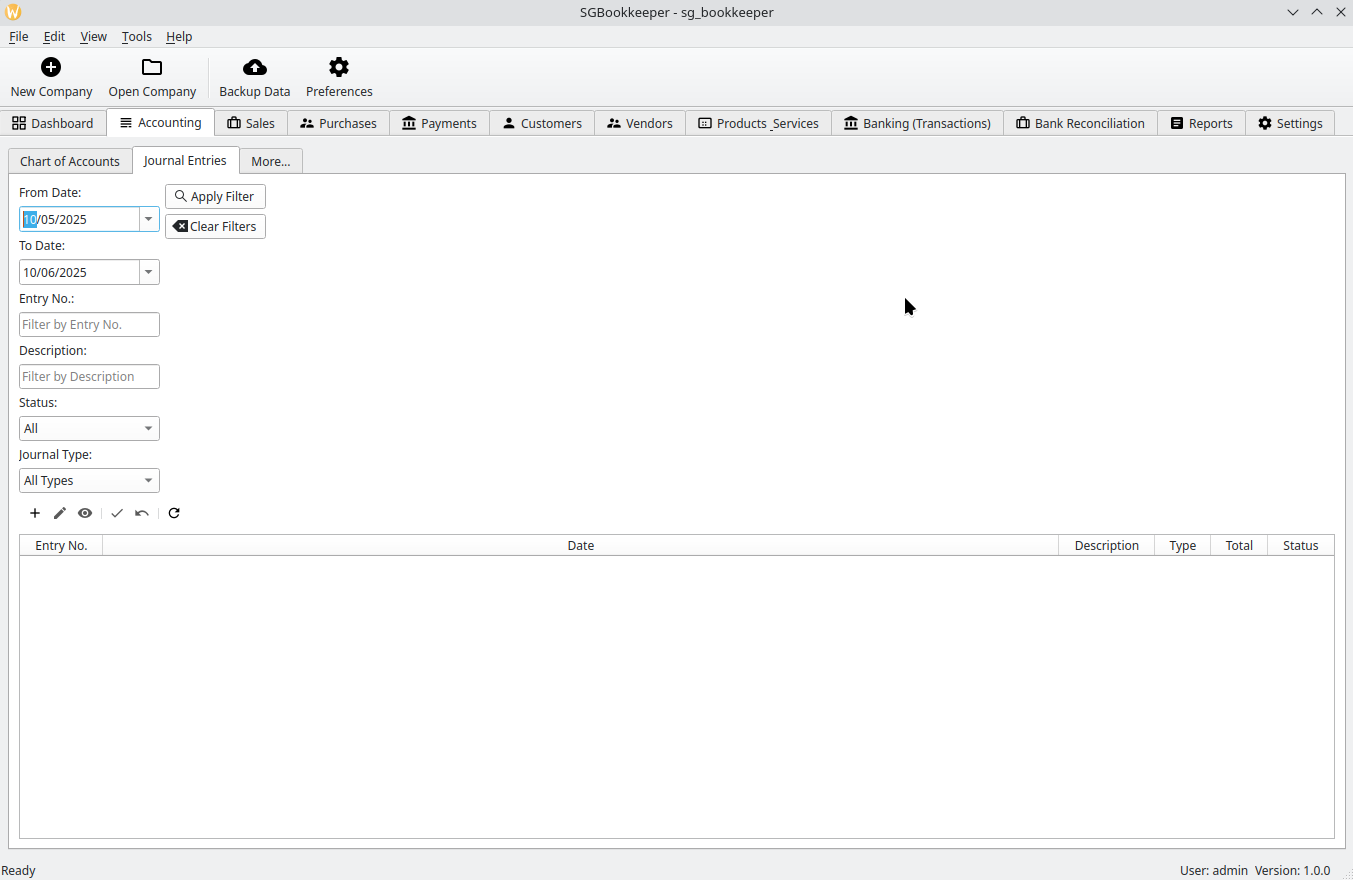 SGBookkeeper - sg_bookkeeper
File Edit View Tools Help
New Company Open Company Backup Data Preferences
Dashboard Accounting Sales Purchases Payments Customers Vendors Products _Services Banking (Transactions) Bank Reconciliation Reports Settings
Chart of Accounts Journal Entries More...
From Date:
Apply Filter
10/05/2025
Clear Filters
To Date:
10/06/2025
Entry No.:
Filter by Entry No.
Description:
Filter by Description
Status:
All
Journal Type:
All Types
Entry No. Date Description Type Total Status
Ready User: admin Version: 1.0.0